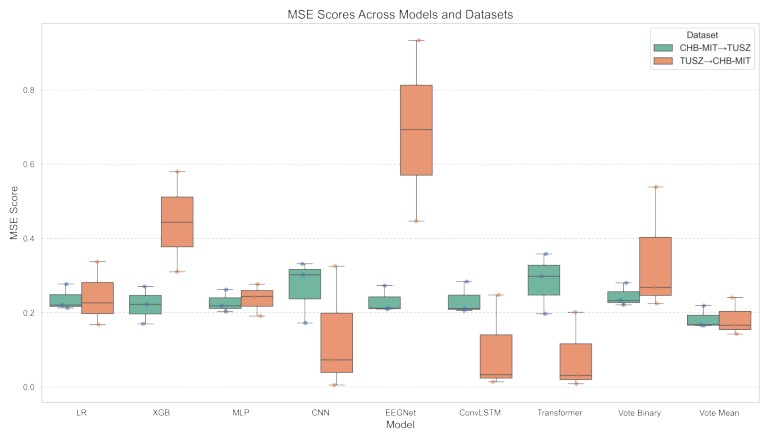 MSE Scores Across Models and Datasets
Dataset
CHB-MIT→TUSZ
TUSZ→CHB-MIT
MSE Score
0.8
0.6
0.4
0.2
0.0
LR XGB MLP CNN EEGNet ConvLSTM Transformer Vote Binary Vote Mean
Model